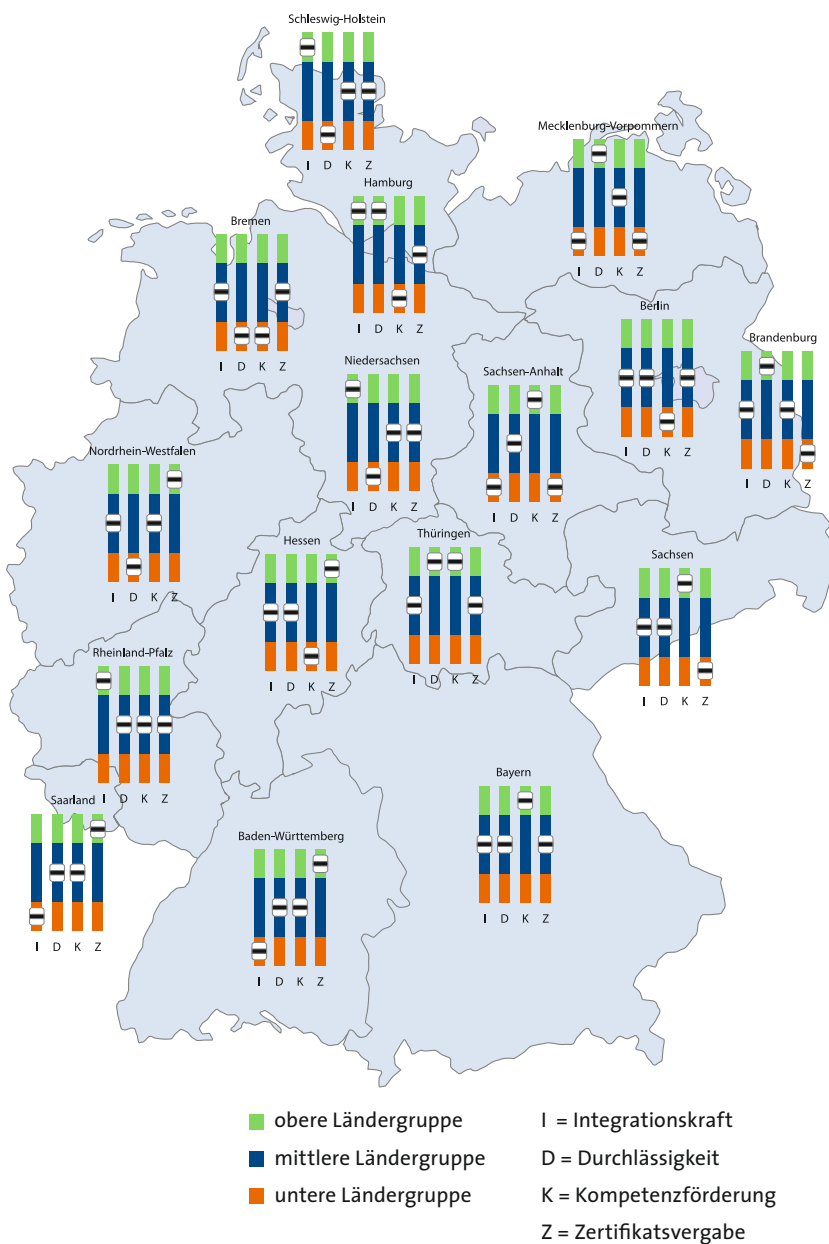 Schleswig-Holstein
I D K Z
Mecklenburg-Vorpommern
I D K Z
Hamburg
I D K Z
Bremen
I D K Z
Berlin
I D K Z
Brandenburg
I D K Z
Niedersachsen
I D K Z
Sachsen-Anhalt
I D K Z
Nordrhein-Westfalen
I D K Z
Hessen
I D K Z
Thüringen
I D K Z
Sachsen
I D K Z
Rheinland-Pfalz
I D K Z
Saarland
I D K Z
Baden-Württemberg
I D K Z
Bayern
I D K Z
obere Ländergruppe
mittlere Ländergruppe
untere Ländergruppe
I = Integrationskraft
D = Durchlässigkeit
K = Kompetenzförderung
Z = Zertifikatsvergabe